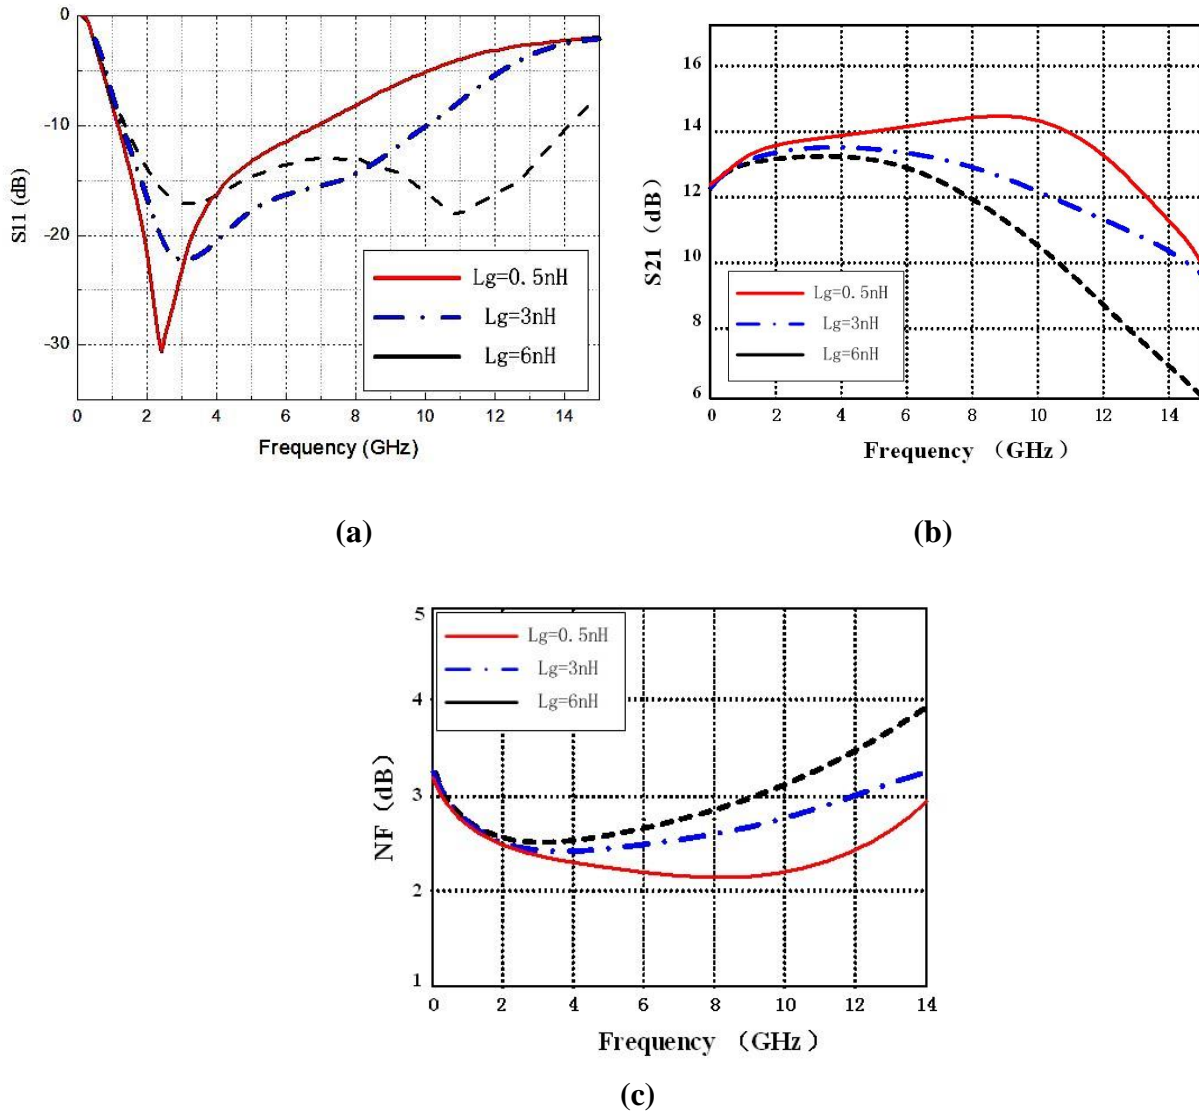 0
-10
-20
-30
S11 (dB)
Lg=0.5nH
Lg=3nH
Lg=6nH
0 2 4 6 8 10 12 14
Frequency (GHz)
(a)
16
14
12
10
8
6
S21 (dB)
Lg=0.5nH
Lg=3nH
Lg=6nH
0 2 4 6 8 10 12 14
Frequency （GHz）
(b)
5
4
3
2
1
NF (dB)
Lg=0.5nH
Lg=3nH
Lg=6nH
0 2 4 6 8 10 12 14
Frequency （GHz）
(c)